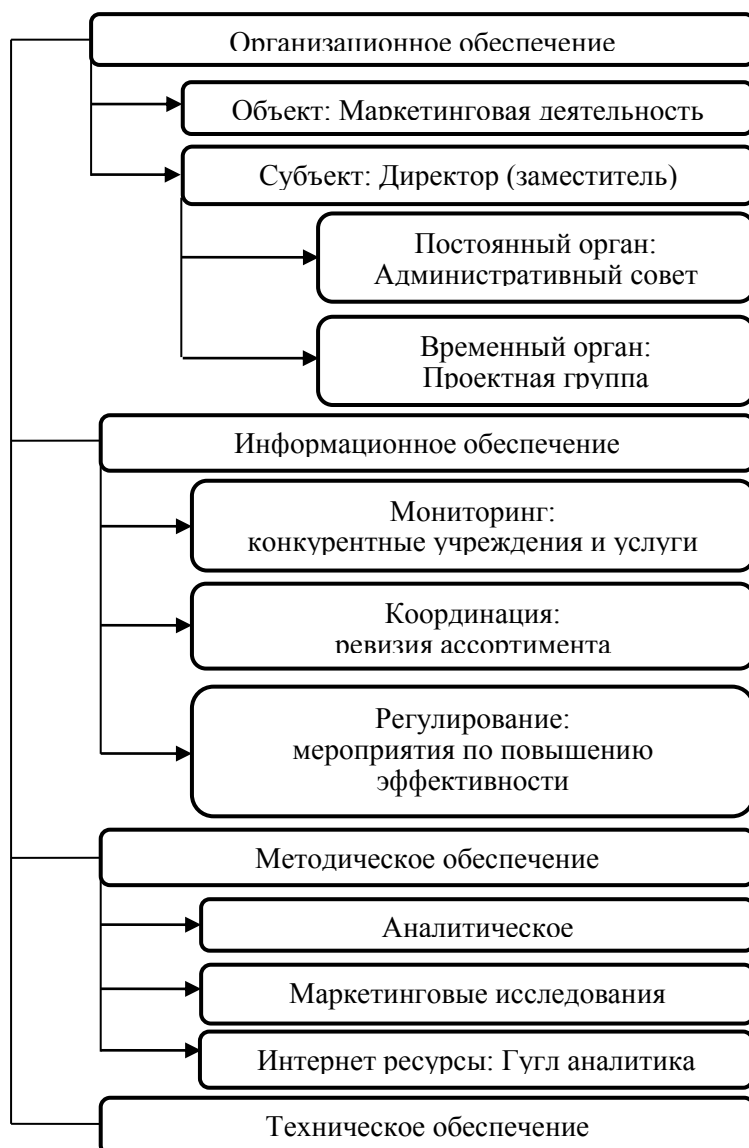 Организационное обеспечение
Объект: Маркетинговая деятельность
Субъект: Директор (заместитель)
Постоянный орган:
Административный совет
Временный орган:
Проектная группа
Информационное обеспечение
Мониторинг:
конкурентные учреждения и услуги
Координация:
ревизия ассортимента
Регулирование:
мероприятия по повышению
эффективности
Методическое обеспечение
Аналитическое
Маркетинговые исследования
Интернет ресурсы: Гугл аналитика
Техническое обеспечение